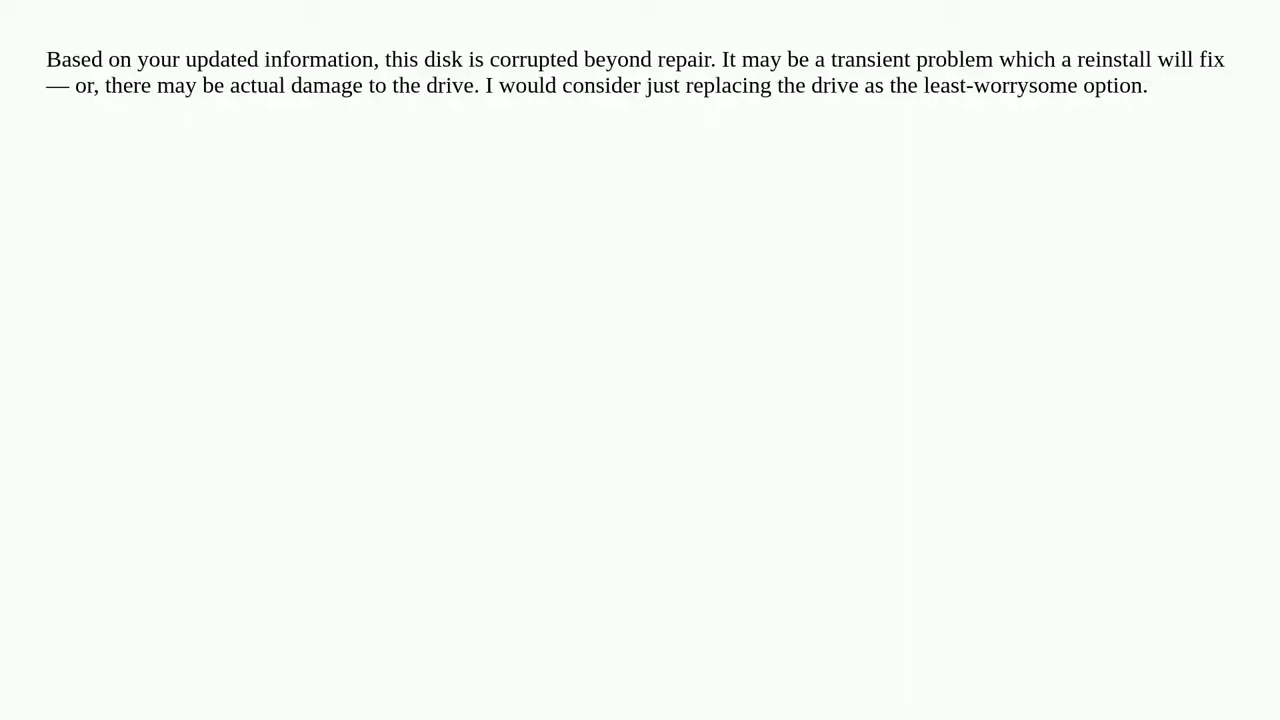 Based on your updated information, this disk is corrupted beyond repair. It may be a transient problem which a reinstall will fix
— or, there may be actual damage to the drive. I would consider just replacing the drive as the least-worrysome option.